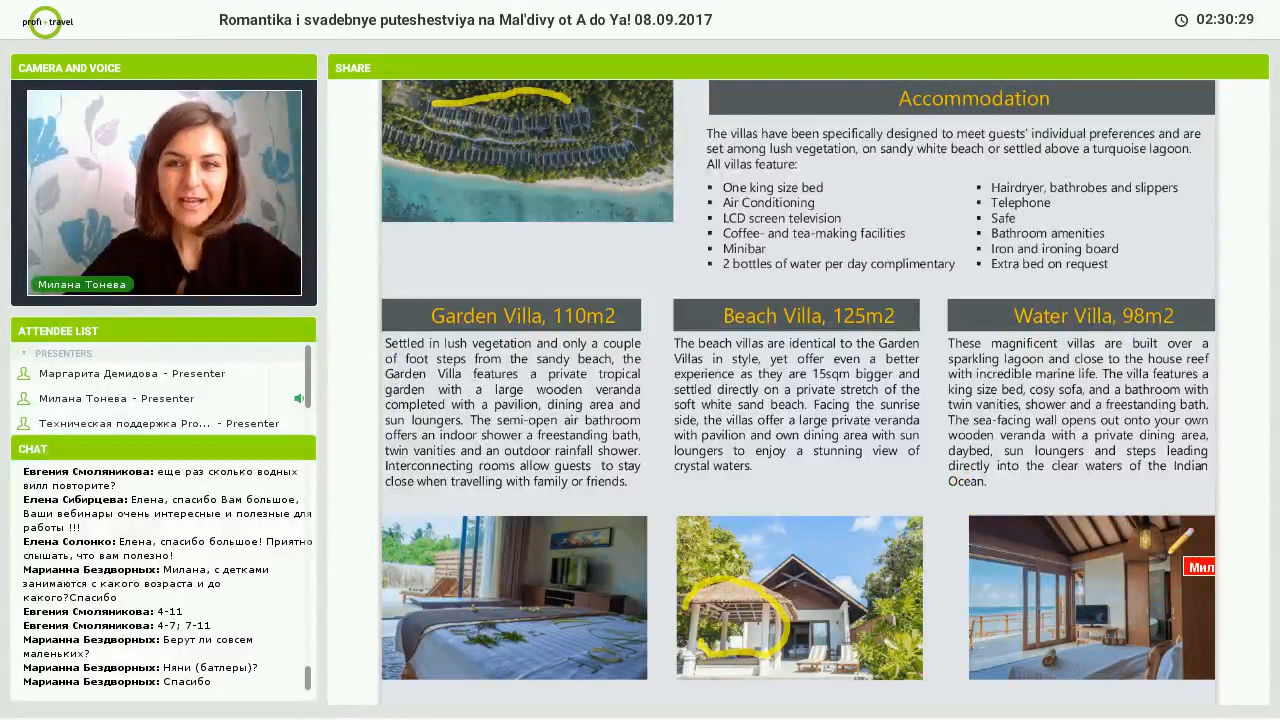 profi travel
Romantika i svadebnye puteshestviya na Mal'divy ot A do Ya! 08.09.2017
02:30:29
CAMERA AND VOICE
Милана Тонева
ATTENDEE LIST
PRESENTERS
Маргарита Демидова - Presenter
Милана Тонева - Presenter
Техническая поддержка Pro... - Presenter
CHAT
Евгения Смоляникова: еще раз сколько водных
вилл повторите?
Елена Сибирцева: Елена, спасибо Вам большое,
Ваши вебинары очень интересные и полезные для
работы !!!
Елена Солонко: Елена, спасибо большое! Приятно
слышать, что вам полезно!
Марианна Бездворных: Милана, с детками
занимаются с какого возраста и до
какого?Спасибо
Евгения Смоляникова: 4-11
Евгения Смоляникова: 4-7; 7-11
Марианна Бездворных: Берут ли совсем
маленьких?
Марианна Бездворных: Няни (батлеры)?
Марианна Бездворных: Спасибо
SHARE
Accommodation
The villas have been specifically designed to meet guests' individual preferences and are
set among lush vegetation, on sandy white beach or settled above a turquoise lagoon.
All villas feature:
▪ One king size bed
▪ Air Conditioning
▪ LCD screen television
▪ Coffee- and tea-making facilities
▪ Minibar
▪ 2 bottles of water per day complimentary
▪ Hairdryer, bathrobes and slippers
▪ Telephone
▪ Safe
▪ Bathroom amenities
▪ Iron and ironing board
▪ Extra bed on request
Garden Villa, 110m2
Settled in lush vegetation and only a couple
of foot steps from the sandy beach, the
Garden Villa features a private tropical
garden with a large wooden veranda
completed with a pavilion, dining area and
sun loungers. The semi-open air bathroom
offers an indoor shower a freestanding bath,
twin vanities and an outdoor rainfall shower.
Interconnecting rooms allow guests to stay
close when travelling with family or friends.
Beach Villa, 125m2
The beach villas are identical to the Garden
Villas in style, yet offer even a better
experience as they are 15sqm bigger and
settled directly on a private stretch of the
soft white sand beach. Facing the sunrise
side, the villas offer a large private veranda
with pavilion and own dining area with sun
loungers to enjoy a stunning view of
crystal waters.
Water Villa, 98m2
These magnificent villas are built over a
sparkling lagoon and close to the house reef
with incredible marine life. The villa features a
king size bed, cosy sofa, and a bathroom with
twin vanities, shower and a freestanding bath.
The sea-facing wall opens out onto your own
wooden veranda with a private dining area,
daybed, sun loungers and steps leading
directly into the clear waters of the Indian
Ocean.
Мил